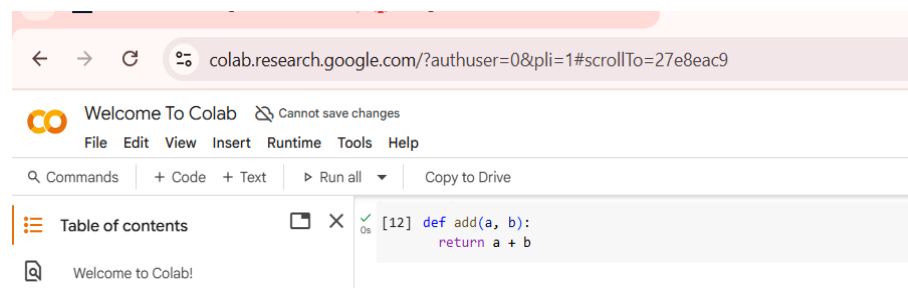 colab.research.google.com/?authuser=0&pli=1#scrollTo=27e8eac9
Welcome To Colab Cannot save changes
File Edit View Insert Runtime Tools Help
Commands + Code + Text Run all Copy to Drive
Table of contents
Welcome to Colab!
0s
[12] def add(a, b):
return a + b